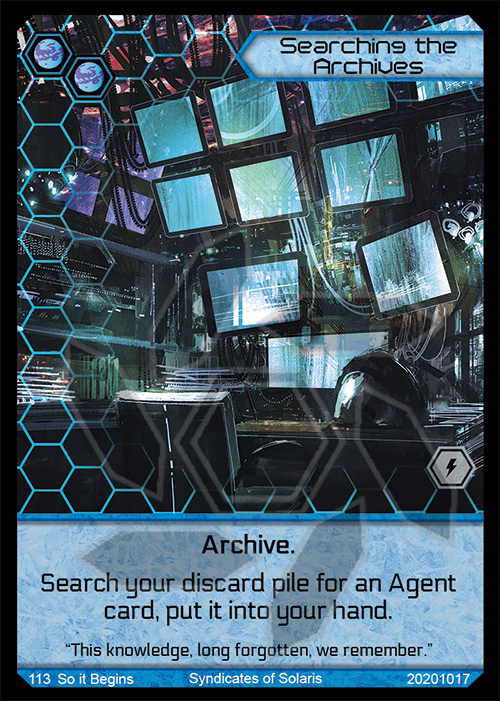 Searching the
Archives
Archive.
Search your discard pile for an Agent
card, put it into your hand.
“This knowledge, long forgotten, we remember.”
113 So it Begins Syndicates of Solaris 20201017